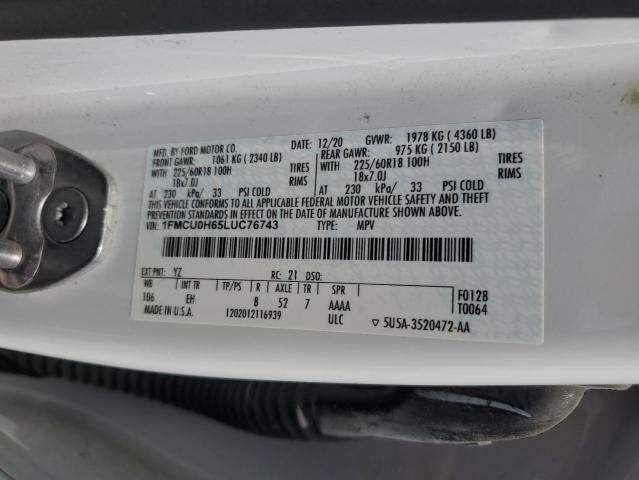 MFD. BY FORD MOTOR CO. DATE: 12/20 GVWR: 1978 KG ( 4360 LB)
FRONT GAWR: 1061 KG ( 2340 LB) REAR GAWR: 975 KG ( 2150 LB)
WITH 225/60R18 100H TIRES WITH 225/60R18 100H TIRES
18x7.0J RIMS 18x7.0J RIMS
AT 230 kPa/ 33 PSI COLD AT 230 kPa/ 33 PSI COLD
THIS VEHICLE CONFORMS TO ALL APPLICABLE FEDERAL MOTOR VEHICLE SAFETY AND THEFT
PREVENTION STANDARDS IN EFFECT ON THE DATE OF MANUFACTURE SHOWN ABOVE.
VIN: 1FMCU0H65LUC76743 TYPE: MPV
EXT PNT: YZ RC: 21 DSO:
WB INT TR TP/PS R AXLE TR SPR F0128
106 EH 8 52 7 AAAA T0064
MADE IN U.S.A. 1202012116939 ULC ▽ 5U5A-3520472-AA